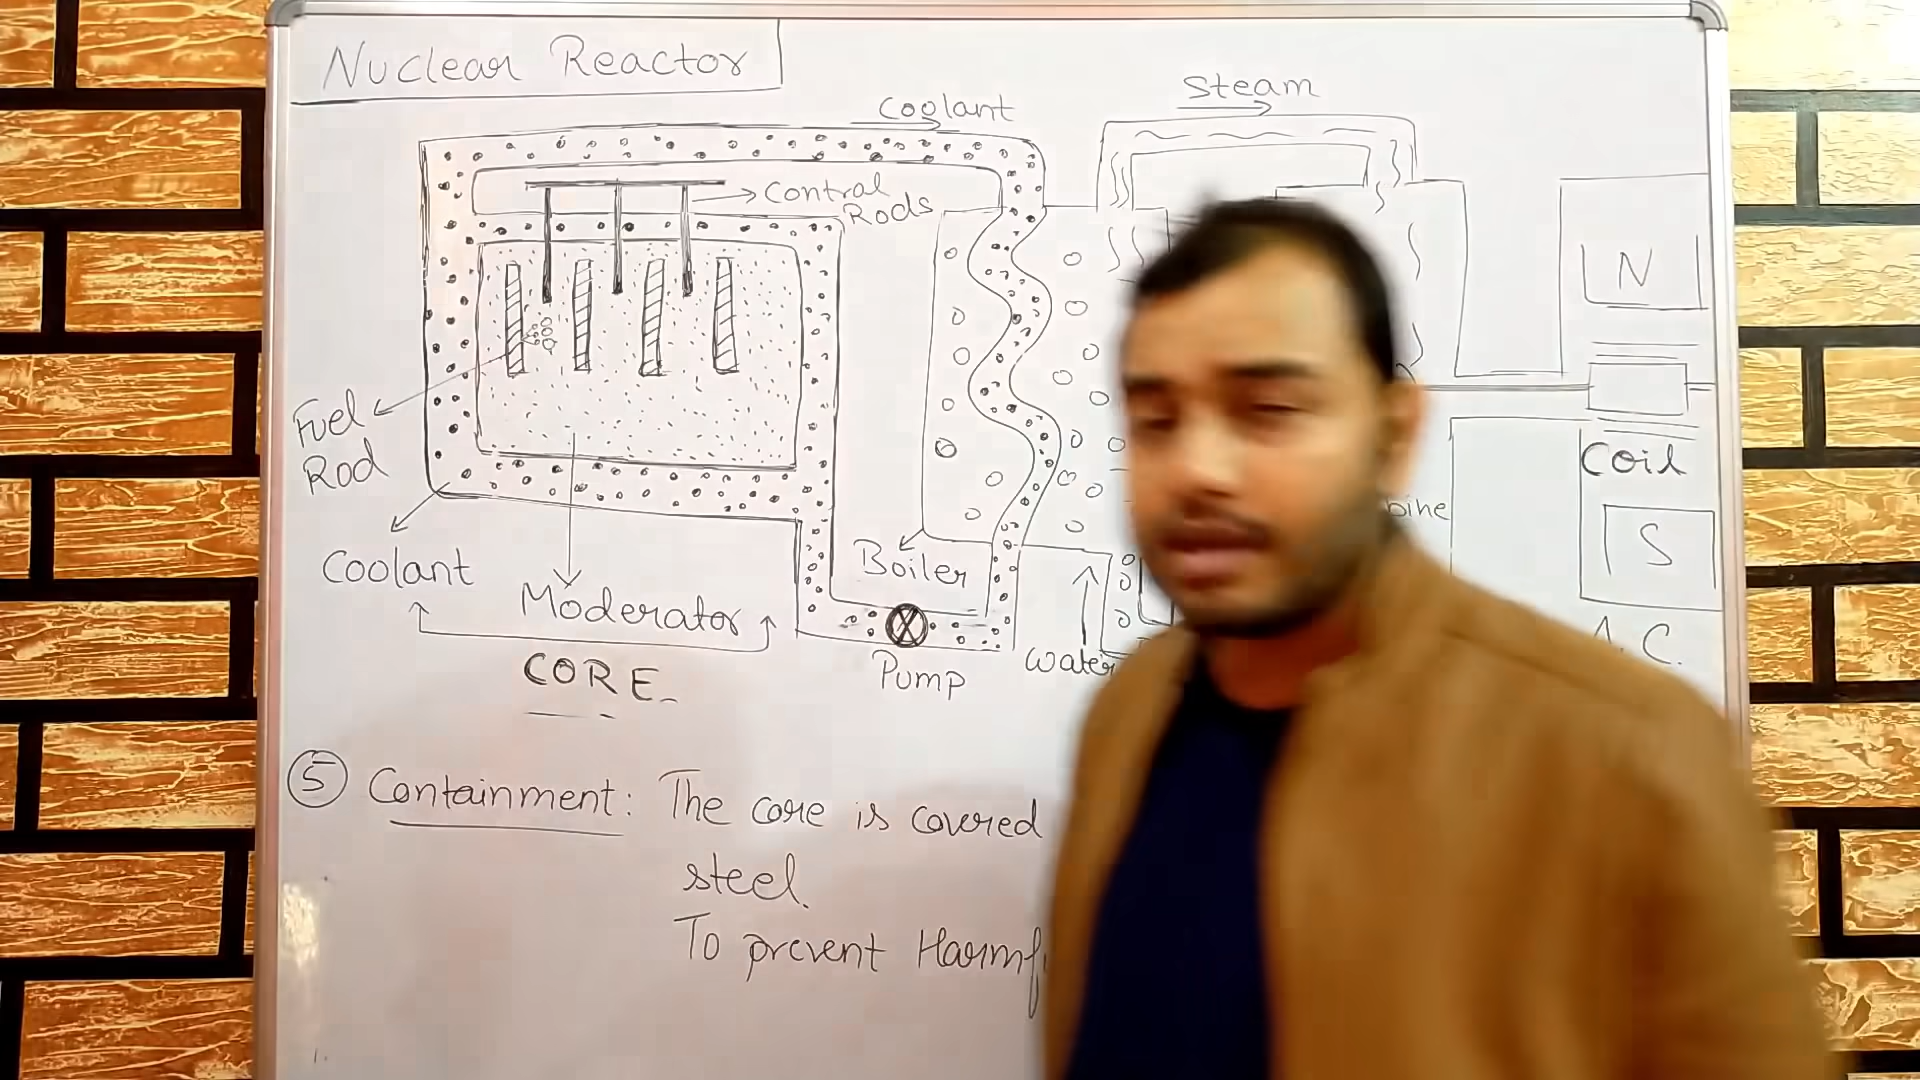 Nuclear Reactor
Coolant
Steam
Control
Rods
N
Fuel
Rod
Coil
S
Boiler
Coolant
Moderator
Pump
Water
CORE
5 Containment: The core is covered
steel.
To prevent